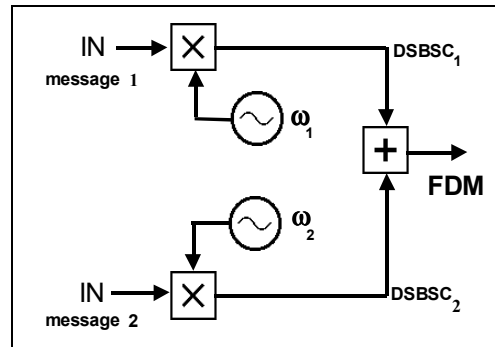 IN
message 1
×
DSBSC₁
ω₁
+
FDM
ω₂
IN
message 2
×
DSBSC₂